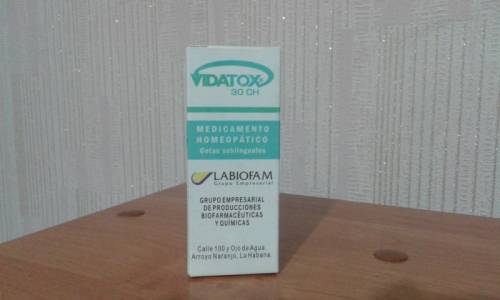 VIDATOX®
30 CH
MEDICAMENTO
HOMEOPÁTICO
Gotas sublinguales
LABIOFAM
Grupo Empresarial
GRUPO EMPRESARIAL
DE PRODUCCIONES
BIOFARMACÉUTICAS
Y QUÍMICAS
Calle 100 y Ojo de Agua.
Arroyo Naranjo, La Habana.